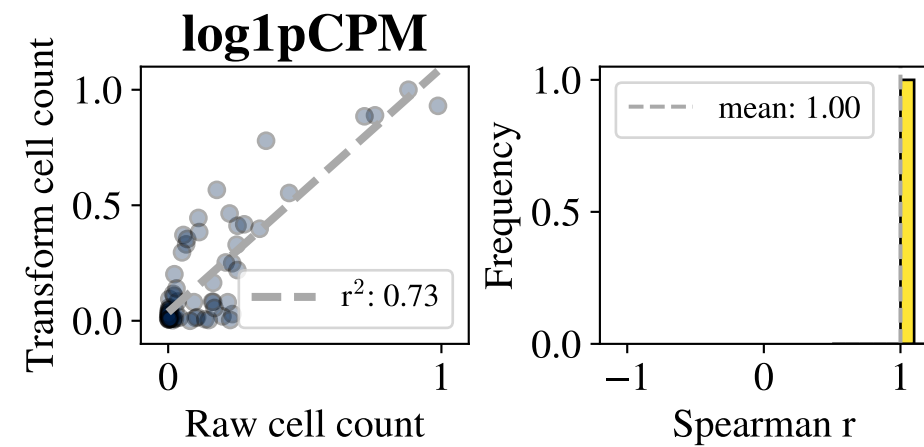 log1pCPM
Transform cell count
1.0
0.5
0.0
r²: 0.73
0
1
Raw cell count
Frequency
1.0
0.5
0.0
mean: 1.00
−1
0
1
Spearman r